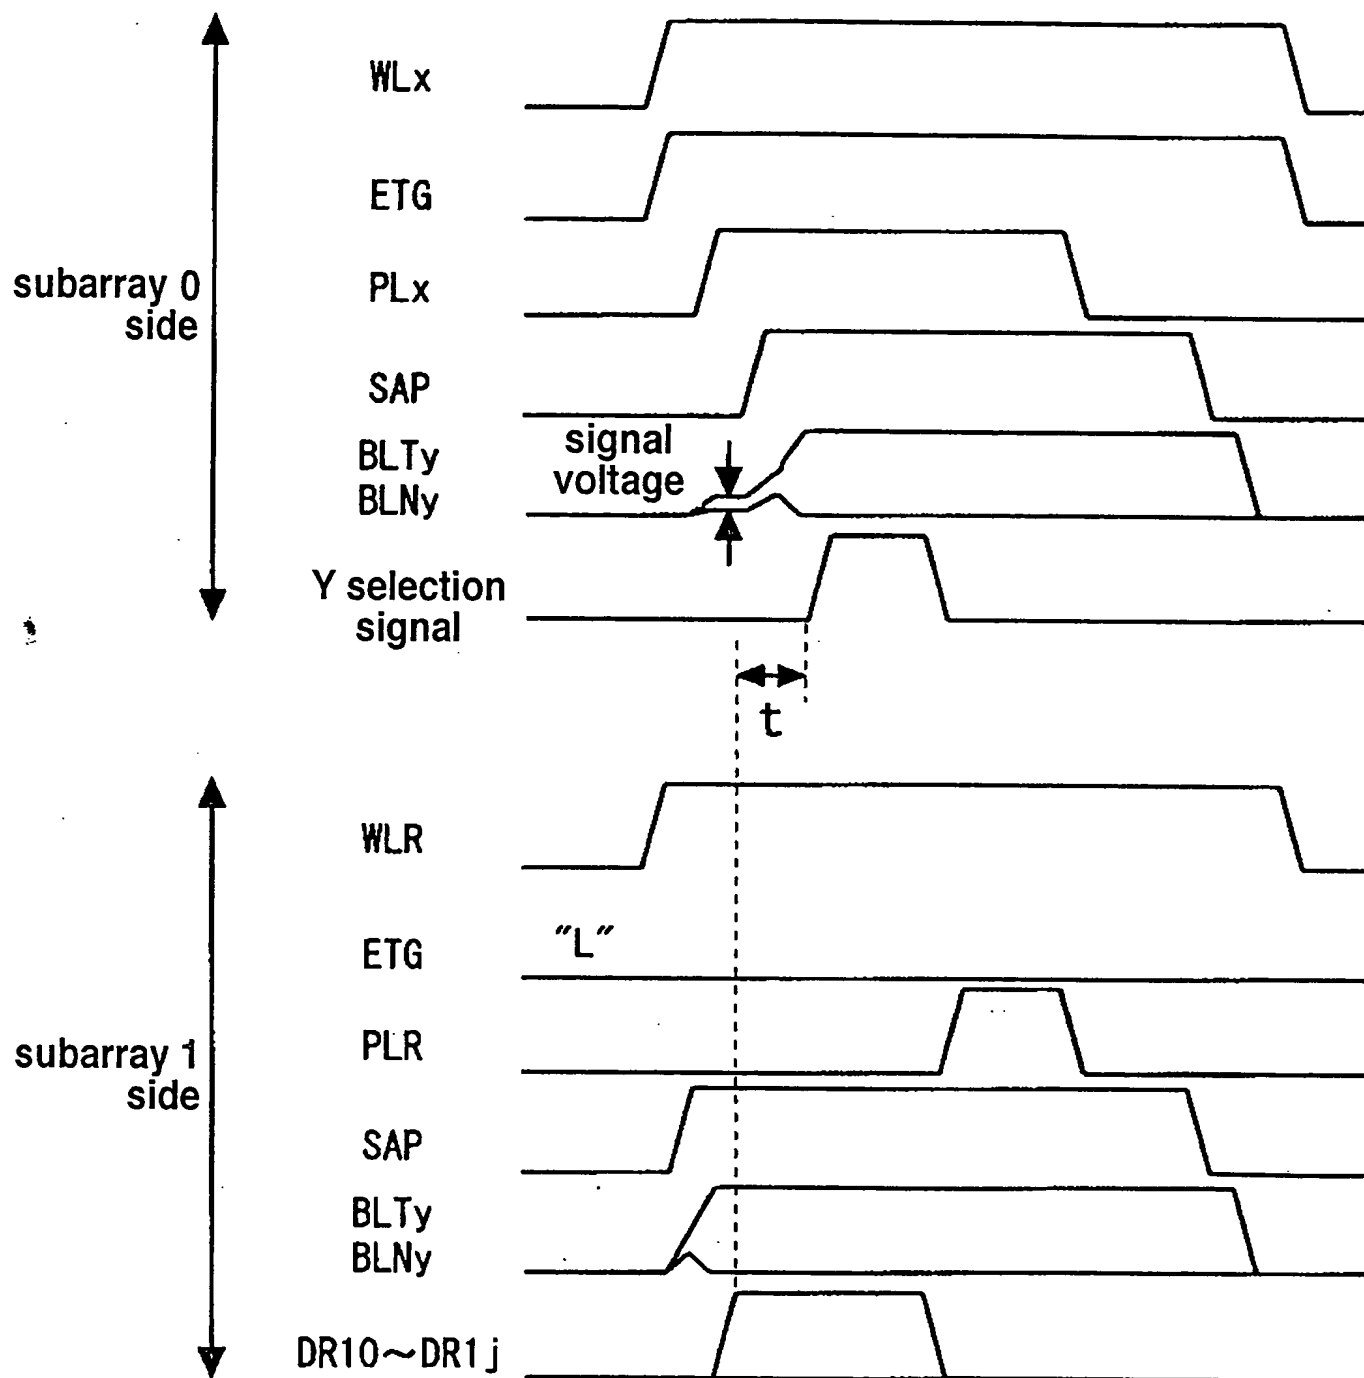 WLx
ETG
subarray 0
side
PLx
SAP
signal
voltage
BLTy
BLNy
Y selection
signal
t
WLR
"L"
ETG
subarray 1
side
PLR
SAP
BLTy
BLNy
DR10~DR1j